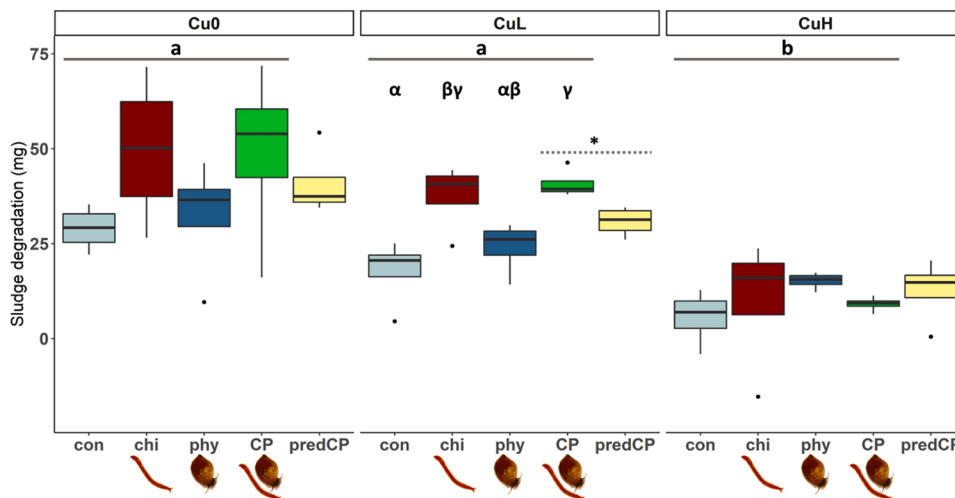 Cu0 CuL CuH
a a b
75
α βγ αβ γ
50
*
25
0
Sludge degradation (mg)
con chi phy CP predCP con chi phy CP predCP con chi phy CP predCP